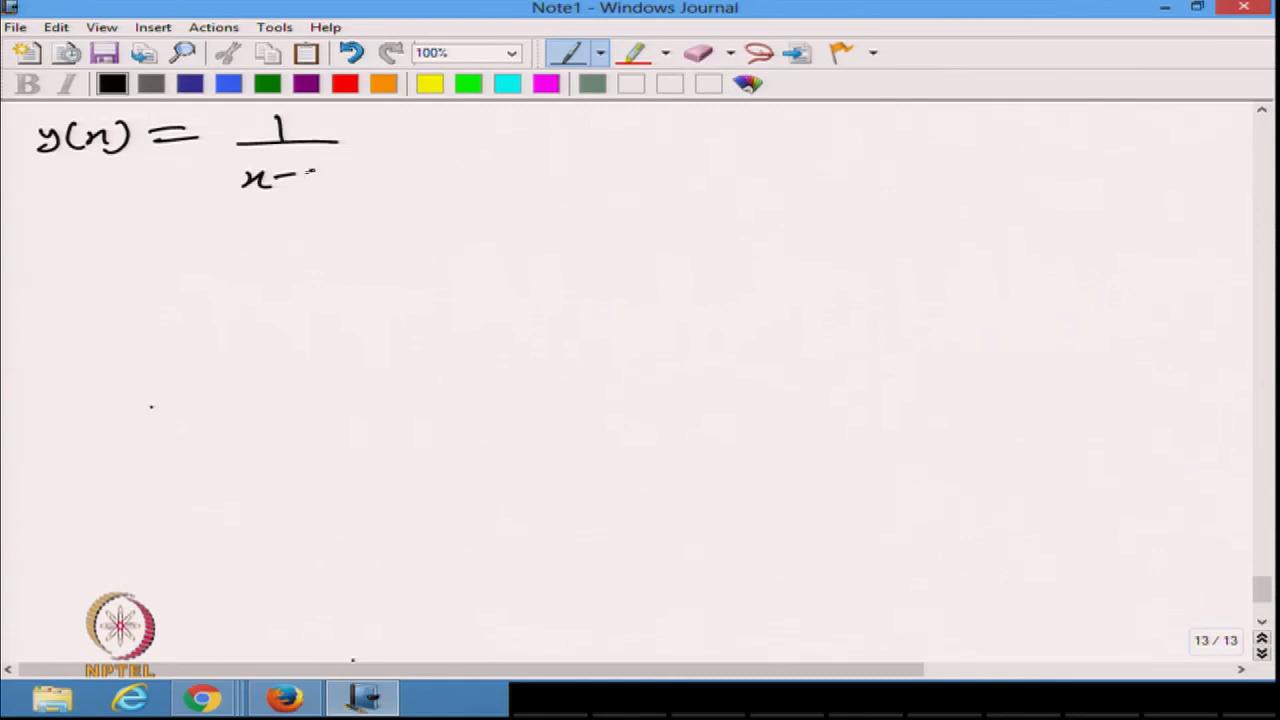 Note1 - Windows Journal
File Edit View Insert Actions Tools Help
100%
B I
y(x) = 1
x -
13 / 13
NPTEL